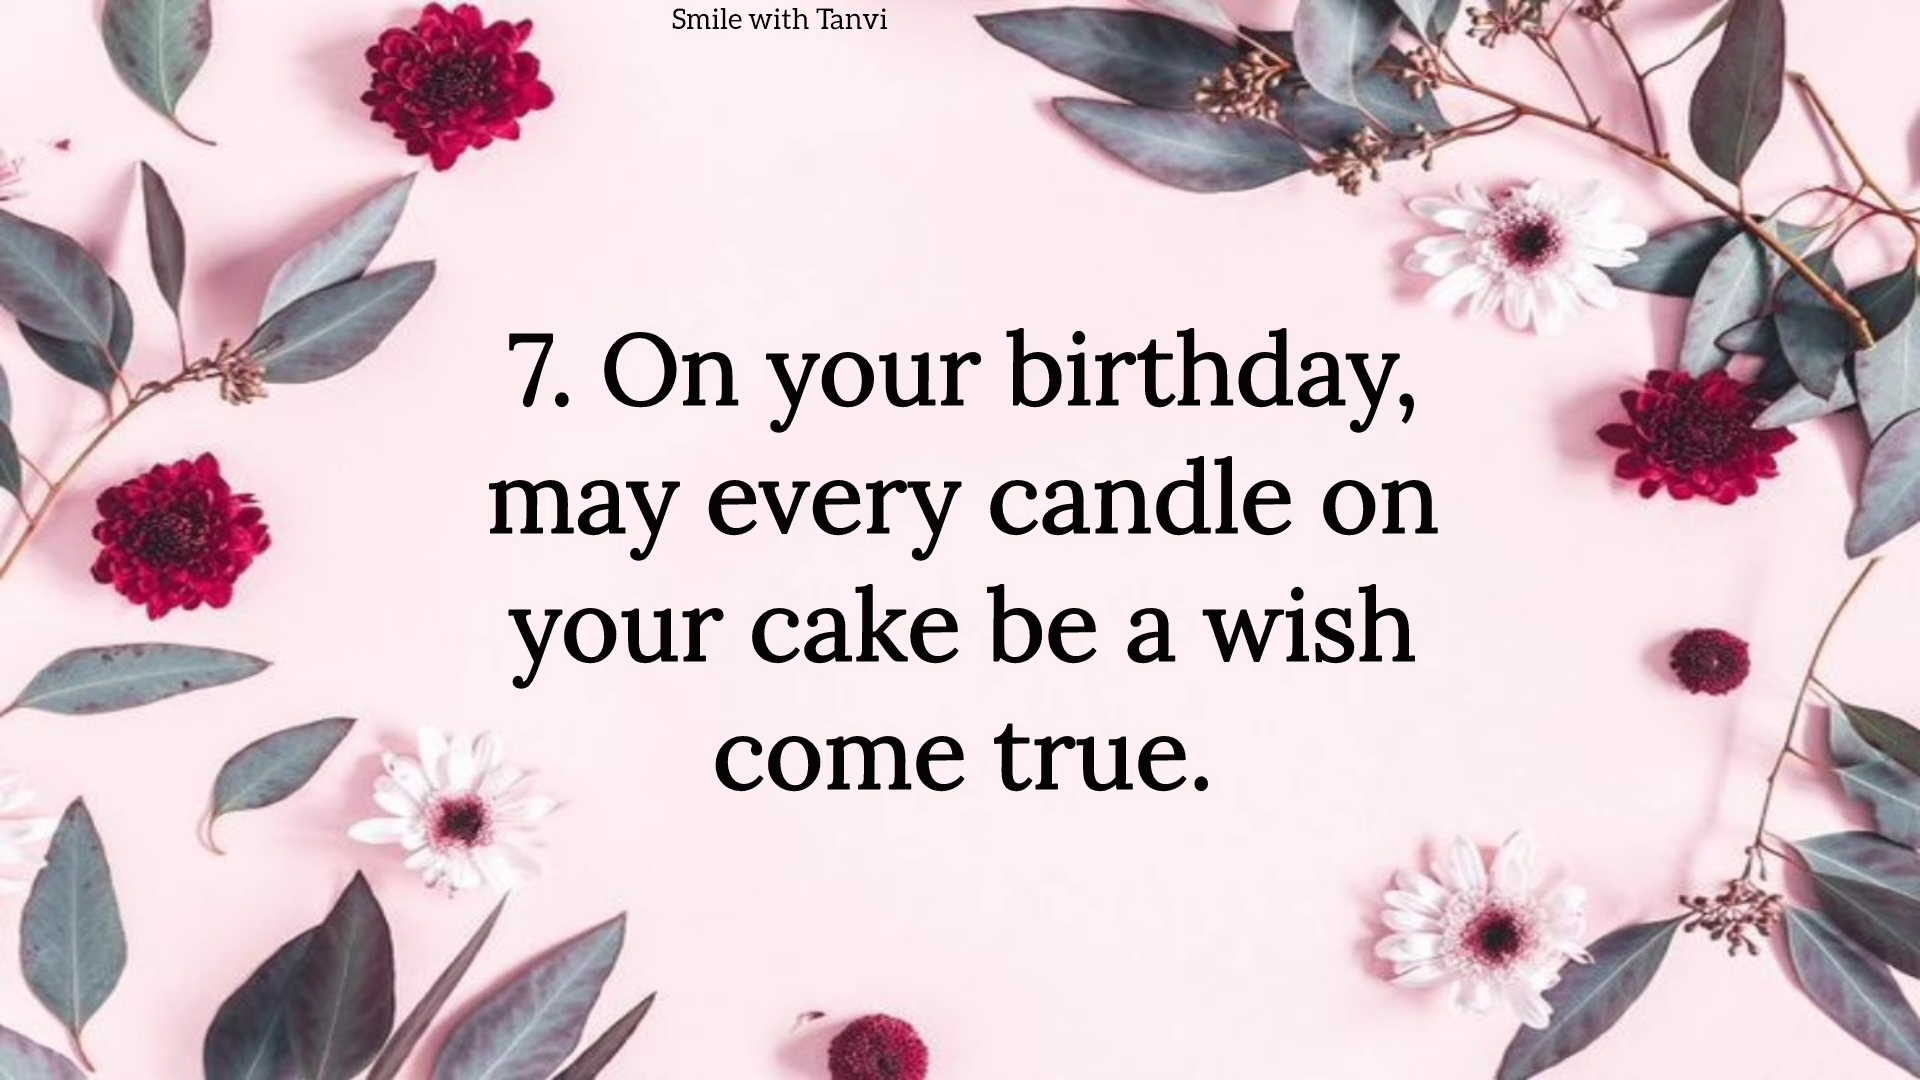 Smile with Tanvi
7. On your birthday,
may every candle on
your cake be a wish
come true.